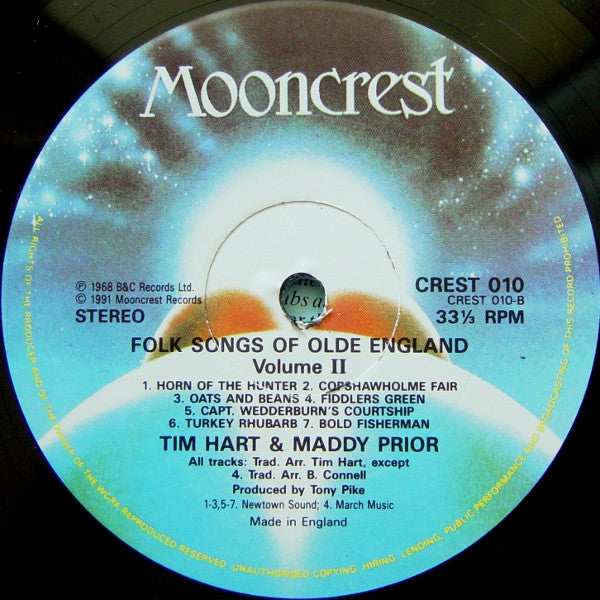 Mooncrest
℗ 1968 B&C Records Ltd.
© 1991 Mooncrest Records
STEREO
CREST 010
CREST 010-B
33⅓ RPM
FOLK SONGS OF OLDE ENGLAND
Volume II
1. HORN OF THE HUNTER 2. COPSHAWHOLME FAIR
3. OATS AND BEANS 4. FIDDLERS GREEN
5. CAPT. WEDDERBURN'S COURTSHIP
6. TURKEY RHUBARB 7. BOLD FISHERMAN
TIM HART & MADDY PRIOR
All tracks: Trad. Arr. Tim Hart, except
4. Trad. Arr. B. Connell
Produced by Tony Pike
1-3,5-7. Newtown Sound; 4. March Music
Made in England
ALL RIGHTS OF THE PRODUCER AND OF THE OWNER OF THE WORK REPRODUCED RESERVED. UNAUTHORISED COPYING, HIRING, LENDING, PUBLIC PERFORMANCE AND BROADCASTING OF THIS RECORD PROHIBITED